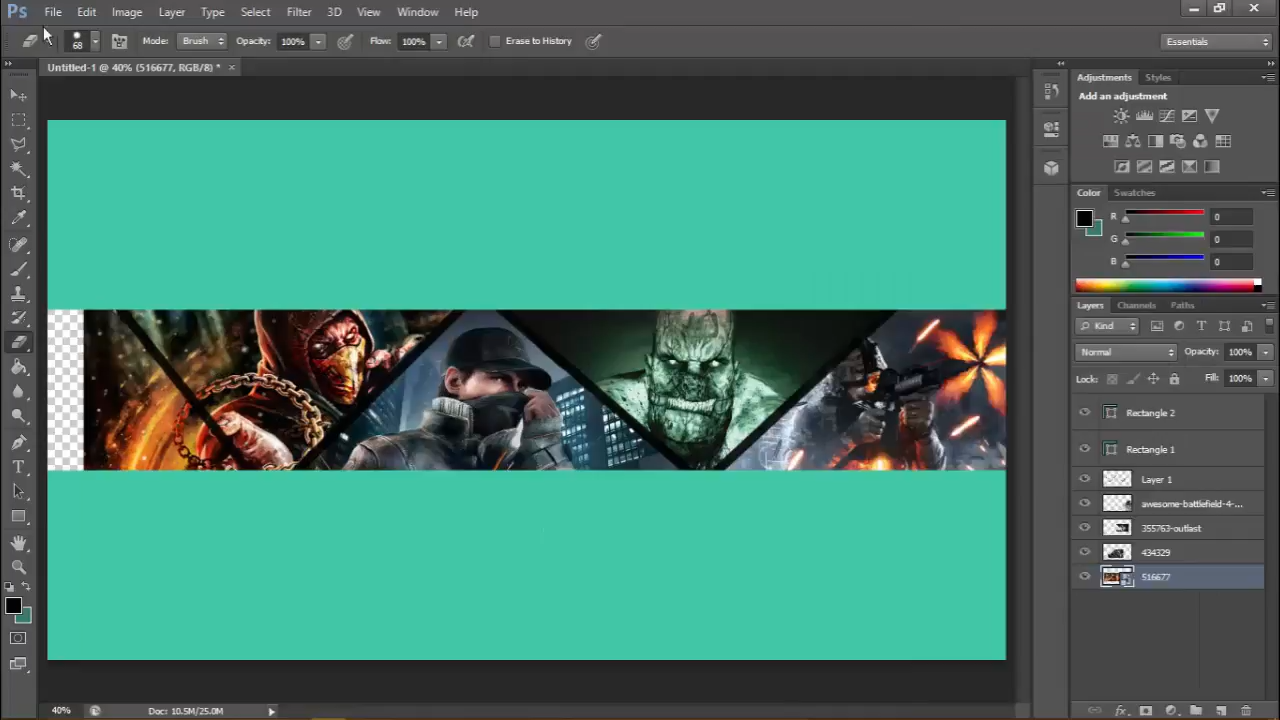 Ps File Edit Image Layer Type Select Filter 3D View Window Help
68 Mode: Brush Opacity: 100% Flow: 100% Erase to History Essentials
Untitled-1 @ 40% (516677, RGB/8) * ×
Adjustments Styles
Add an adjustment
Color Swatches
R 0
G 0
B 0
Layers Channels Paths
Kind
Normal Opacity: 100%
Lock: Fill: 100%
Rectangle 2
Rectangle 1
Layer 1
awesome-battlefield-4-...
355763-outlast
434329
516677
40% Doc: 10.5M/25.0M